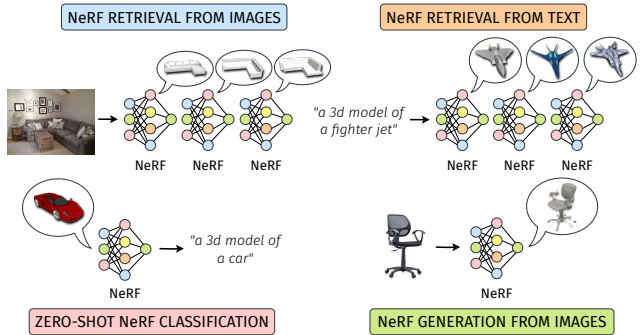 NeRF RETRIEVAL FROM IMAGES
NeRF RETRIEVAL FROM TEXT
"a 3d model of
a fighter jet"
NeRF NeRF NeRF
NeRF NeRF NeRF
"a 3d model of
a car"
NeRF
NeRF
ZERO-SHOT NeRF CLASSIFICATION
NeRF GENERATION FROM IMAGES